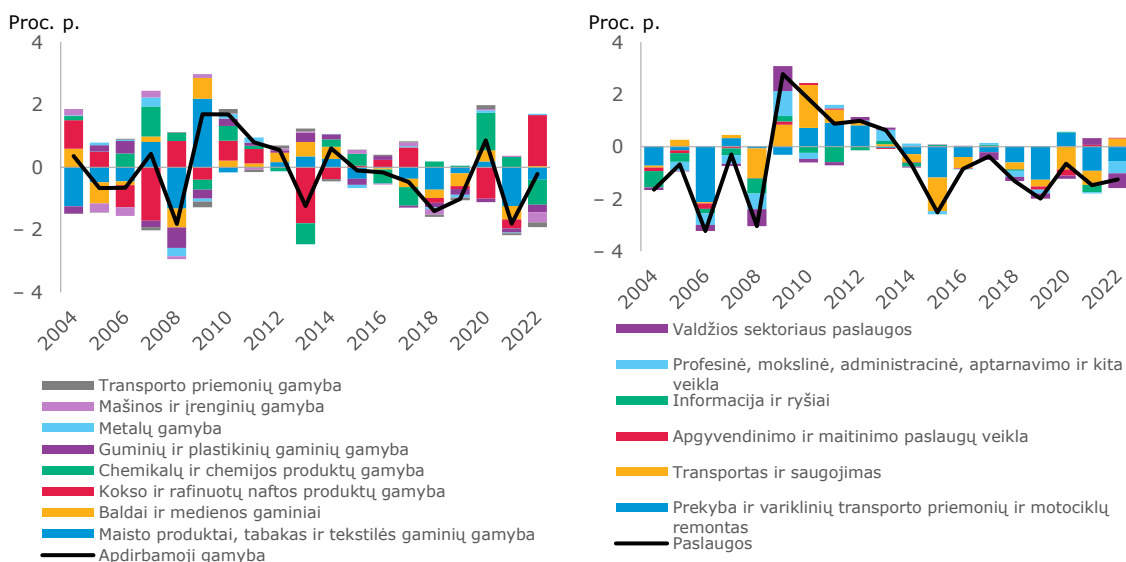 Proc. p.
4
2
0
– 2
– 4
2004
2006
2008
2010
2012
2014
2016
2018
2020
2022
Transporto priemonių gamyba
Mašinos ir įrenginių gamyba
Metalų gamyba
Guminių ir plastikinių gaminių gamyba
Chemikalų ir chemijos produktų gamyba
Kokso ir rafinuotų naftos produktų gamyba
Baldai ir medienos gaminiai
Maisto produktai, tabakas ir tekstilės gaminių gamyba
Apdirbamoji gamyba
Proc. p.
4
2
0
– 2
– 4
2004
2006
2008
2010
2012
2014
2016
2018
2020
2022
Valdžios sektoriaus paslaugos
Profesinė, mokslinė, administracinė, aptarnavimo ir kita
veikla
Informacija ir ryšiai
Apgyvendinimo ir maitinimo paslaugų veikla
Transportas ir saugojimas
Prekyba ir variklinių transporto priemonių ir motociklų
remontas
Paslaugos